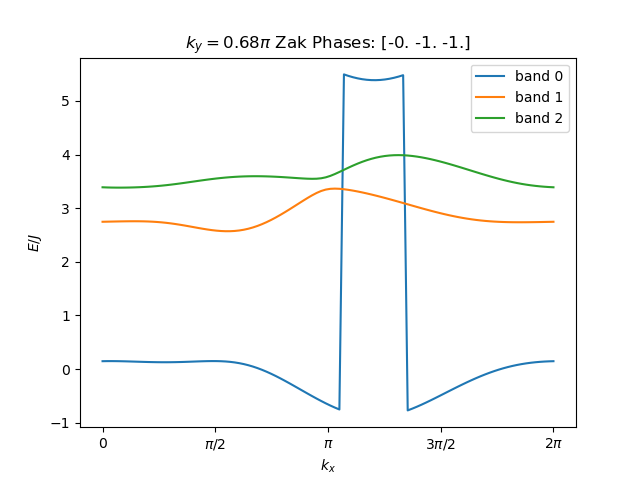 $k_y = 0.68\pi$ Zak Phases: [-0. -1. -1.]
band 0
band 1
band 2
5
4
3
2
1
0
−1
E/J
0
π/2
π
3π/2
2π
$k_x$